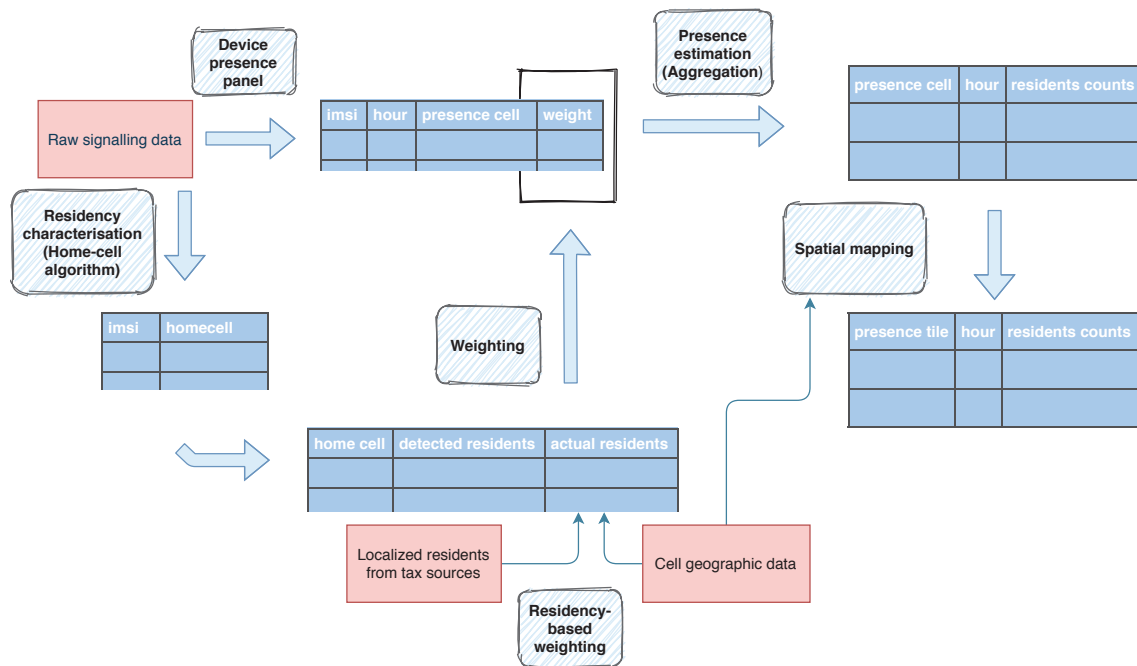 Device
presence
panel
Presence
estimation
(Aggregation)
Raw signalling data
imsi hour presence cell weight
presence cell hour residents counts
Residency
characterisation
(Home-cell
algorithm)
Spatial mapping
imsi homecell
Weighting
presence tile hour residents counts
home cell detected residents actual residents
Localized residents
from tax sources
Cell geographic data
Residency-
based
weighting